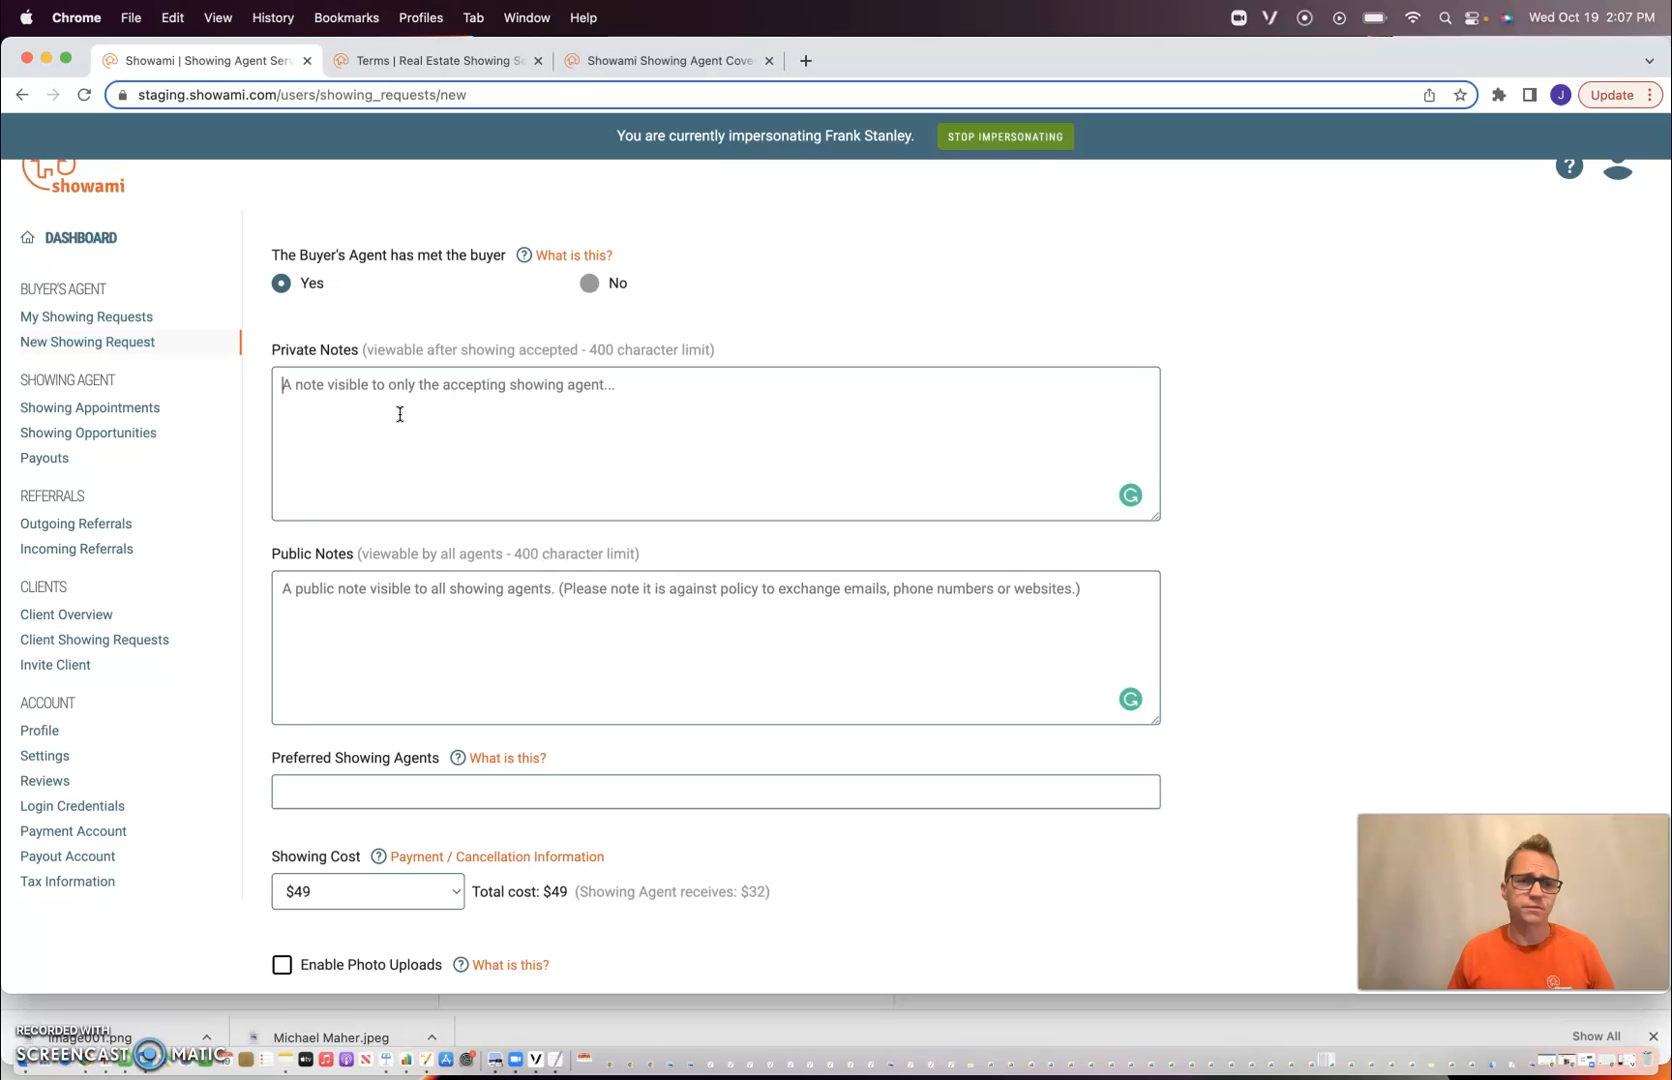 Chrome File Edit View History Bookmarks Profiles Tab Window Help Wed Oct 19 2:07 PM
Showami | Showing Agent Serv Terms | Real Estate Showing Se Showami Showing Agent Cove
staging.showami.com/users/showing_requests/new J Update
You are currently impersonating Frank Stanley. STOP IMPERSONATING
showami
?
DASHBOARD
BUYER'S AGENT
My Showing Requests
New Showing Request
SHOWING AGENT
Showing Appointments
Showing Opportunities
Payouts
REFERRALS
Outgoing Referrals
Incoming Referrals
CLIENTS
Client Overview
Client Showing Requests
Invite Client
ACCOUNT
Profile
Settings
Reviews
Login Credentials
Payment Account
Payout Account
Tax Information
The Buyer's Agent has met the buyer ? What is this?
Yes No
Private Notes (viewable after showing accepted - 400 character limit)
A note visible to only the accepting showing agent...
Public Notes (viewable by all agents - 400 character limit)
A public note visible to all showing agents. (Please note it is against policy to exchange emails, phone numbers or websites.)
Preferred Showing Agents ? What is this?
Showing Cost ? Payment / Cancellation Information
$49 Total cost: $49 (Showing Agent receives: $32)
Enable Photo Uploads ? What is this?
image001.png Michael Maher.jpeg Show All
RECORDED WITH
SCREENCAST MATIC